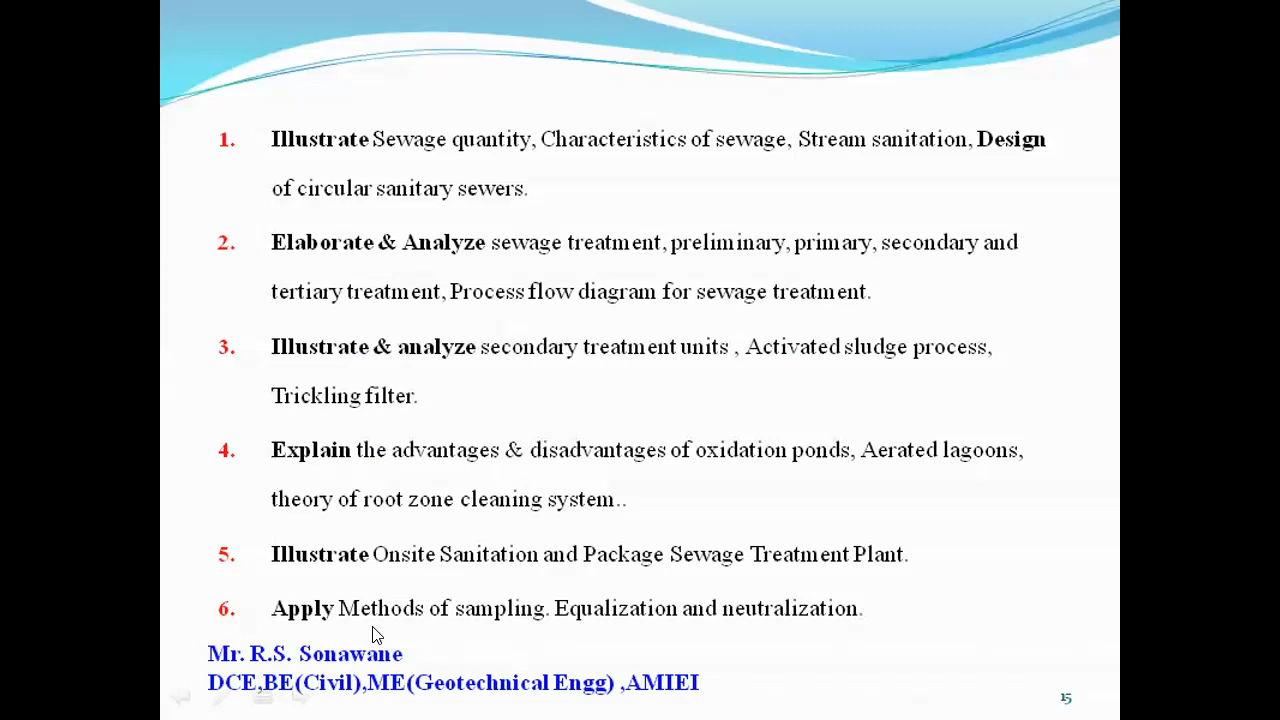 1. Illustrate Sewage quantity, Characteristics of sewage, Stream sanitation, Design
of circular sanitary sewers.
2. Elaborate & Analyze sewage treatment, preliminary, primary, secondary and
tertiary treatment, Process flow diagram for sewage treatment.
3. Illustrate & analyze secondary treatment units , Activated sludge process,
Trickling filter.
4. Explain the advantages & disadvantages of oxidation ponds, Aerated lagoons,
theory of root zone cleaning system..
5. Illustrate Onsite Sanitation and Package Sewage Treatment Plant.
6. Apply Methods of sampling. Equalization and neutralization.
Mr. R.S. Sonawane
DCE,BE(Civil),ME(Geotechnical Engg) ,AMIEI
15